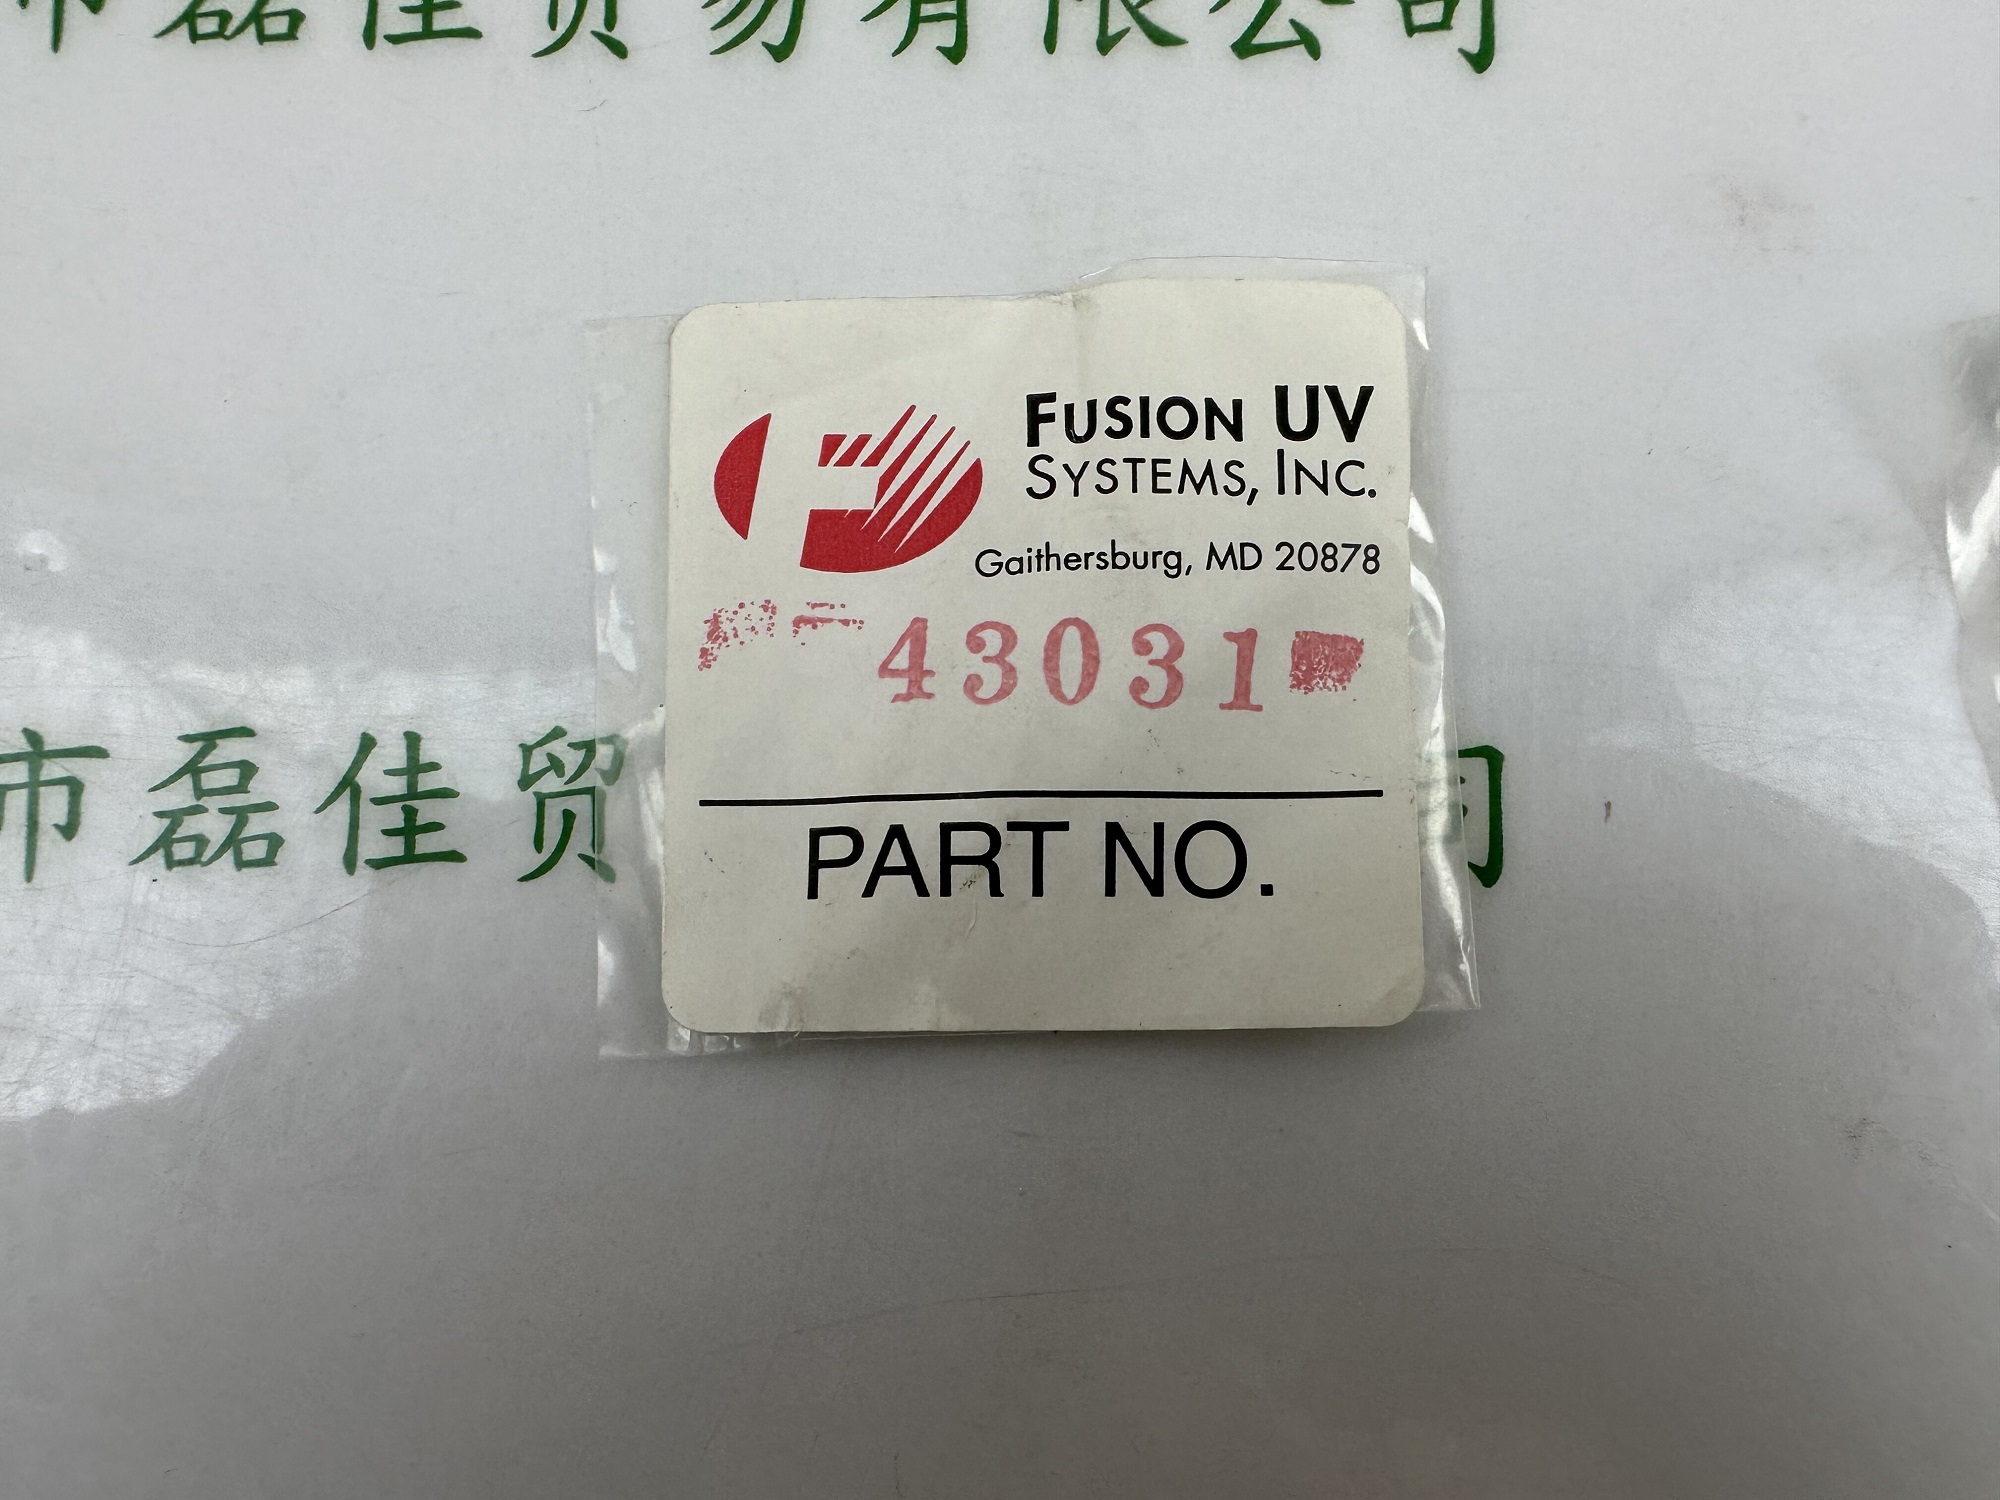 市磊佳贸易有限公司
FUSION UV
SYSTEMS, INC.
Gaithersburg, MD 20878
43031
PART NO.
市磊佳贸 司